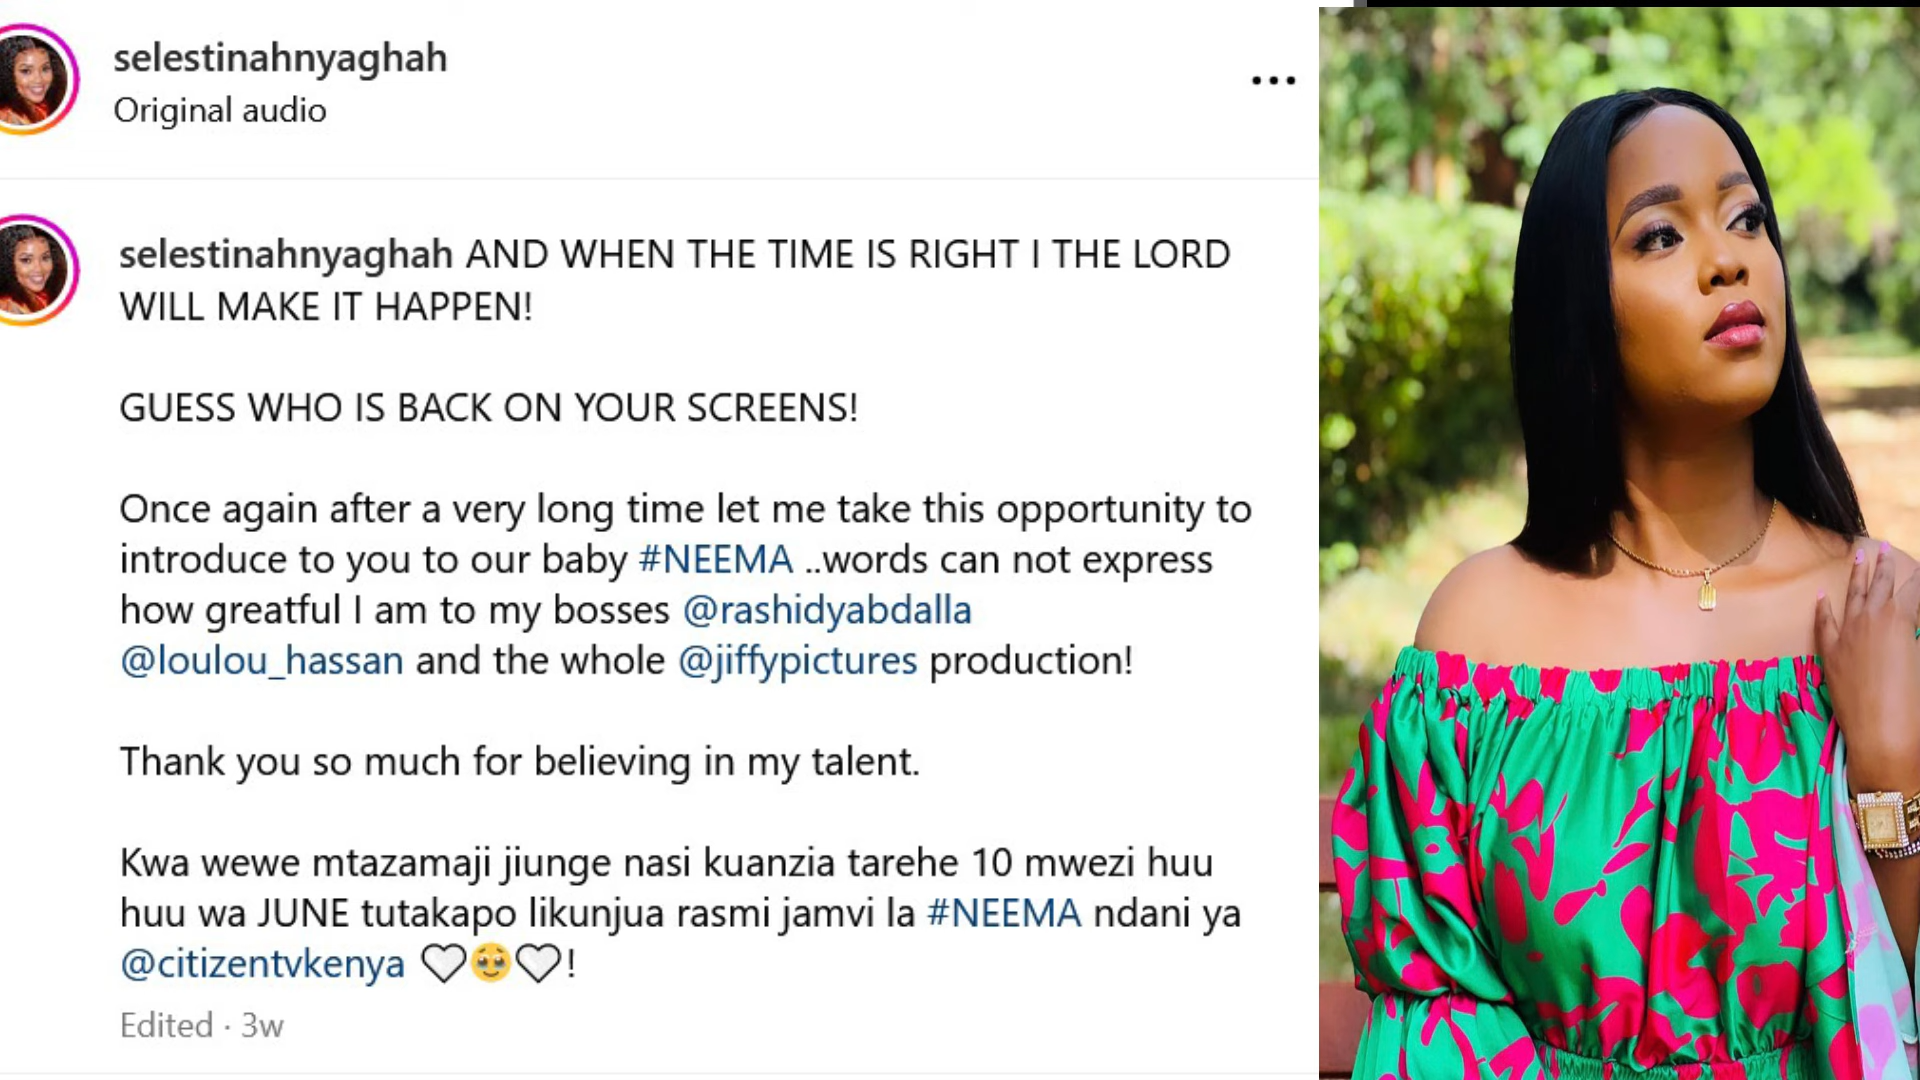 selestinahnyaghah
Original audio
selestinahnyaghah AND WHEN THE TIME IS RIGHT I THE LORD
WILL MAKE IT HAPPEN!
GUESS WHO IS BACK ON YOUR SCREENS!
Once again after a very long time let me take this opportunity to
introduce to you to our baby #NEEMA ..words can not express
how greatful I am to my bosses @rashidyabdalla
@loulou_hassan and the whole @jiffypictures production!
Thank you so much for believing in my talent.
Kwa wewe mtazamaji jjiunge nasi kuanzia tarehe 10 mwezi huu
huu wa JUNE tutakapo likunjua rasmi jamvi la #NEEMA ndani ya
@citizentvkenya 🤍🥹🤍!
Edited · 3w